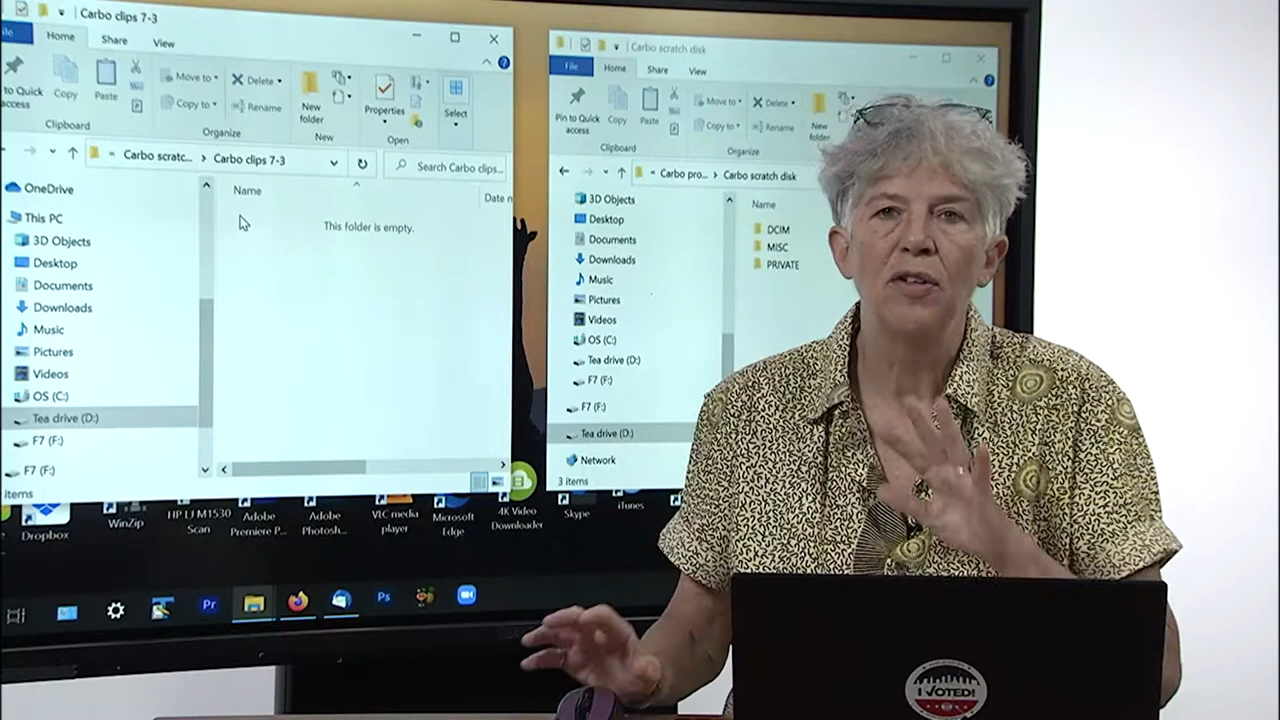 Carbo clips 7-3
File
Home
Share
View
to Quick
access
Copy
Paste
Clipboard
Move to
Copy to
Delete
Rename
Organize
New
folder
New
Properties
Open
Select
Carbo scratc... > Carbo clips 7-3
Search Carbo clips...
OneDrive
This PC
3D Objects
Desktop
Documents
Downloads
Music
Pictures
Videos
OS (C:)
Tea drive (D:)
F7 (F:)
F7 (F:)
items
Name
Date
This folder is empty.
Carbo scratch disk
File
Home
Share
View
Pin to Quick
access
Copy
Paste
Clipboard
Move to
Copy to
Delete
Rename
Organize
New
folder
Carbo pro... > Carbo scratch disk
3D Objects
Desktop
Documents
Downloads
Music
Pictures
Videos
OS (C:)
Tea drive (D:)
F7 (F:)
F7 (F:)
Tea drive (D:)
Network
3 items
Name
DCIM
MISC
PRIVATE
Dropbox
WinZip
HP LJ M1530
Scan
Adobe
Premiere P...
Adobe
Photosh...
VLC media
player
Microsoft
Edge
4K Video
Downloader
Skype
iTunes
Pr
Ps
I VOTED!